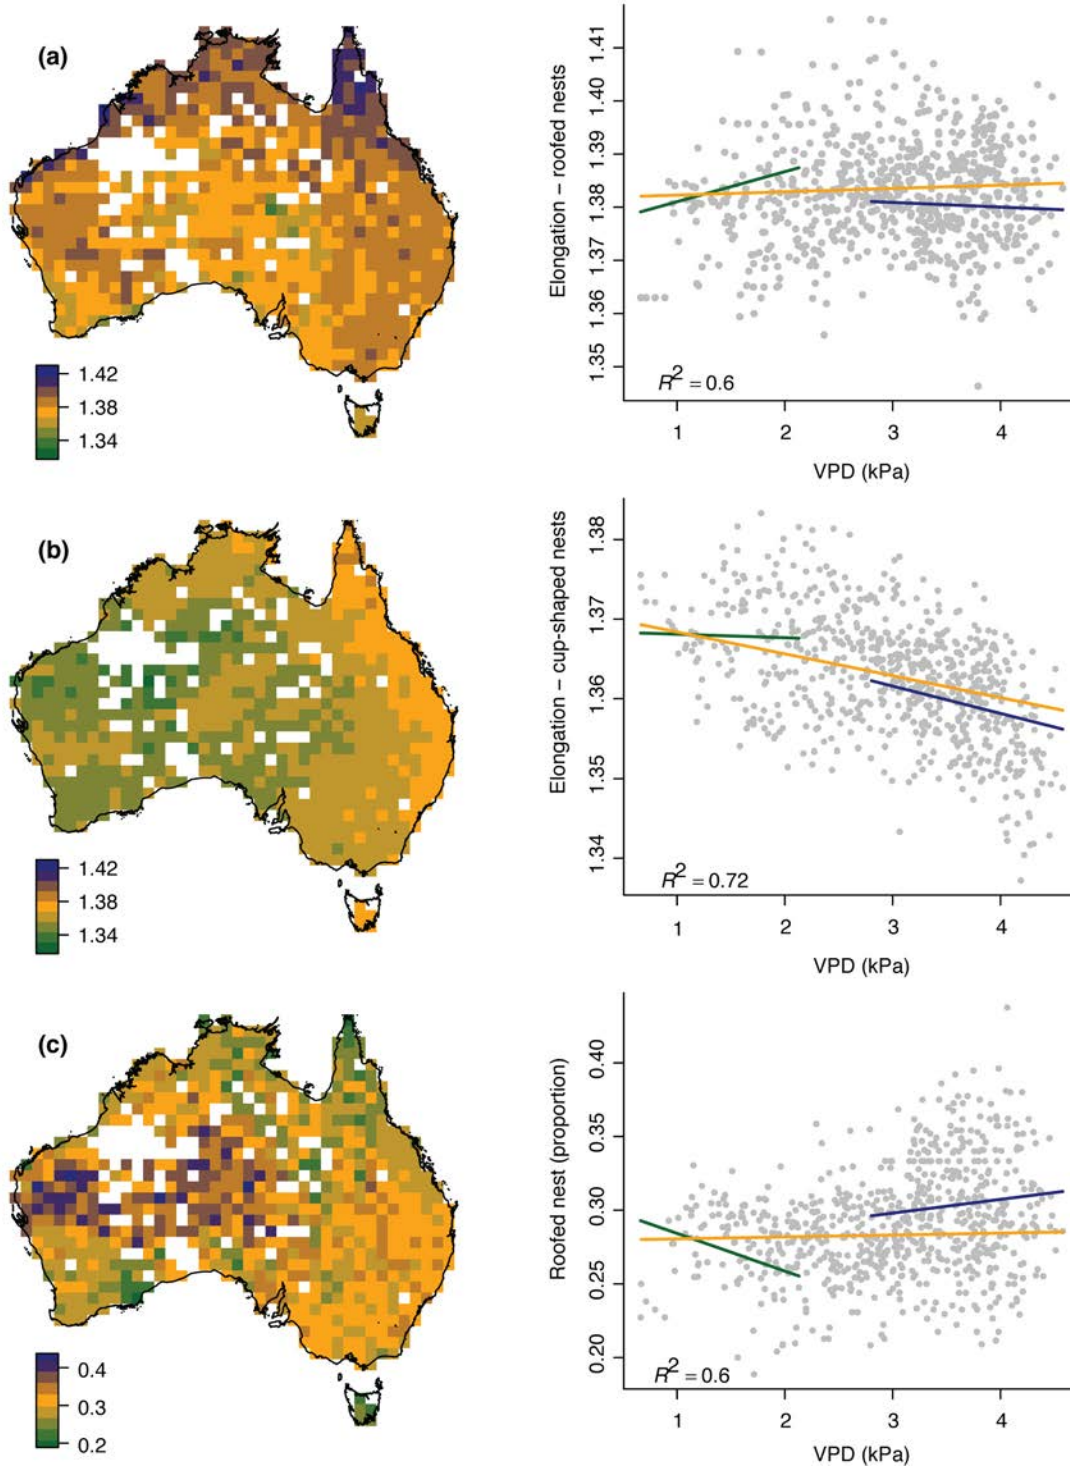 (a)
1.42
1.38
1.34
Elongation – roofed nests
1.41
1.40
1.39
1.38
1.37
1.36
1.35
R² = 0.6
1 2 3 4
VPD (kPa)
(b)
1.42
1.38
1.34
Elongation – cup-shaped nests
1.38
1.37
1.36
1.35
1.34
R² = 0.72
1 2 3 4
VPD (kPa)
(c)
0.4
0.3
0.2
Roofed nest (proportion)
0.40
0.35
0.30
0.25
0.20
R² = 0.6
1 2 3 4
VPD (kPa)